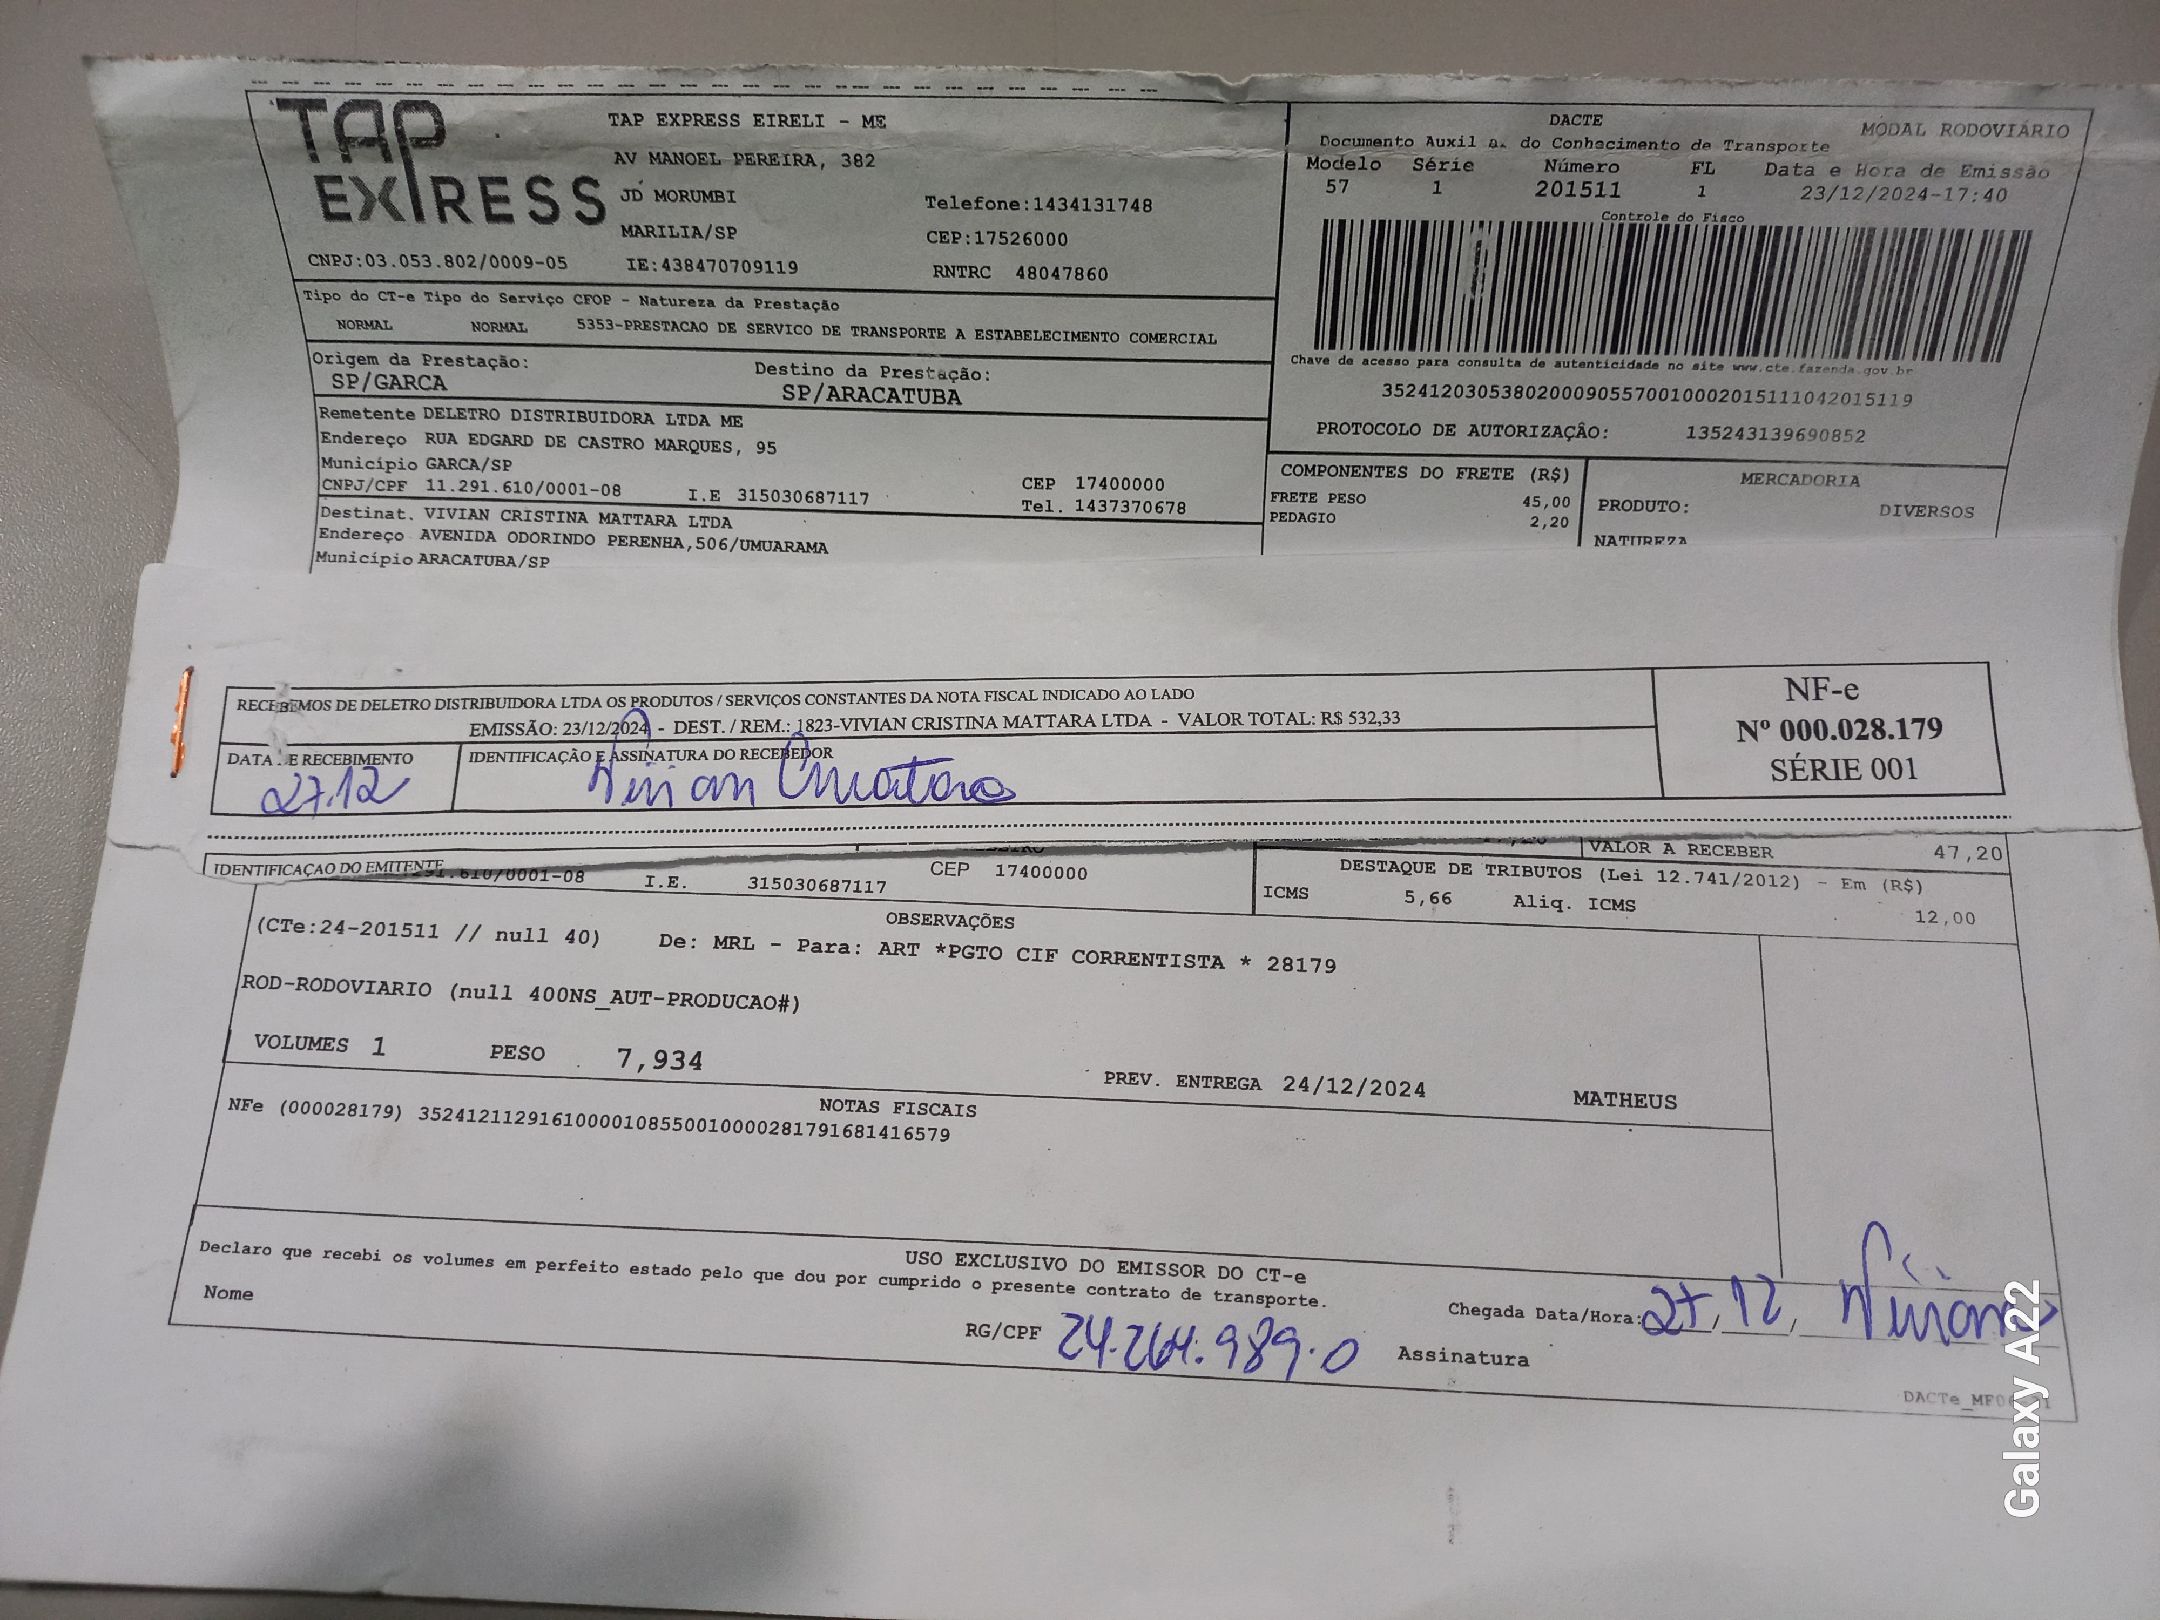 TAP EXPRESS
TAP EXPRESS EIRELI - ME
AV MANOEL PEREIRA, 382
JD MORUMBI
MARILIA/SP
Telefone:1434131748
CEP:17526000
CNPJ:03.053.802/0009-05 IE:438470709119 RNTRC 48047860
DACTE
MODAL RODOVIÁRIO
Documento Auxil a. do Conhecimento de Transporte
Modelo Série Número FL Data e Hora de Emissão
57 1 201511 1 23/12/2024-17:40
Controle do Fisco
Chave de acesso para consulta de autenticidade no site www.cte.fazenda.gov.br
35241203053802000905570010002015111042015119
PROTOCOLO DE AUTORIZAÇÃO: 135243139690852
Tipo do CT-e Tipo do Serviço CFOP - Natureza da Prestação
NORMAL NORMAL 5353-PRESTACAO DE SERVICO DE TRANSPORTE A ESTABELECIMENTO COMERCIAL
Origem da Prestação: Destino da Prestação:
SP/GARCA SP/ARACATUBA
Remetente DELETRO DISTRIBUIDORA LTDA ME
Endereço RUA EDGARD DE CASTRO MARQUES, 95
Município GARCA/SP
CEP 17400000
CNPJ/CPF 11.291.610/0001-08 I.E 315030687117 Tel. 1437370678
Destinat. VIVIAN CRISTINA MATTARA LTDA
Endereço AVENIDA ODORINDO PERENHA,506/UMUARAMA
Município ARACATUBA/SP
COMPONENTES DO FRETE (R$)
FRETE PESO 45,00
PEDAGIO 2,20
MERCADORIA
PRODUTO: DIVERSOS
NATUREZA
RECEBEMOS DE DELETRO DISTRIBUIDORA LTDA OS PRODUTOS / SERVIÇOS CONSTANTES DA NOTA FISCAL INDICADO AO LADO
EMISSÃO: 23/12/2024 - DEST. / REM.: 1823-VIVIAN CRISTINA MATTARA LTDA - VALOR TOTAL: R$ 532,33
DATA DE RECEBIMENTO IDENTIFICAÇÃO E ASSINATURA DO RECEBEDOR
27.12 Vivian Cmattara
NF-e
Nº 000.028.179
SÉRIE 001
IDENTIFICAÇAO DO EMITENTE
.291.610/0001-08 I.E. 315030687117 CEP 17400000
VALOR A RECEBER 47,20
DESTAQUE DE TRIBUTOS (Lei 12.741/2012) - Em (R$)
ICMS 5,66 Aliq. ICMS 12,00
OBSERVAÇÕES
(CTe:24-201511 // null 40) De: MRL - Para: ART *PGTO CIF CORRENTISTA * 28179
ROD-RODOVIARIO (null 400NS_AUT-PRODUCAO#)
VOLUMES 1 PESO 7,934
PREV. ENTREGA 24/12/2024 MATHEUS
NOTAS FISCAIS
NFe (000028179) 35241211291610000108550010000281791681416579
USO EXCLUSIVO DO EMISSOR DO CT-e
Declaro que recebi os volumes em perfeito estado pelo que dou por cumprido o presente contrato de transporte.
Nome
RG/CPF 24.264.989.0
Chegada Data/Hora: 27/12/ Viviam
Assinatura
Galaxy A22